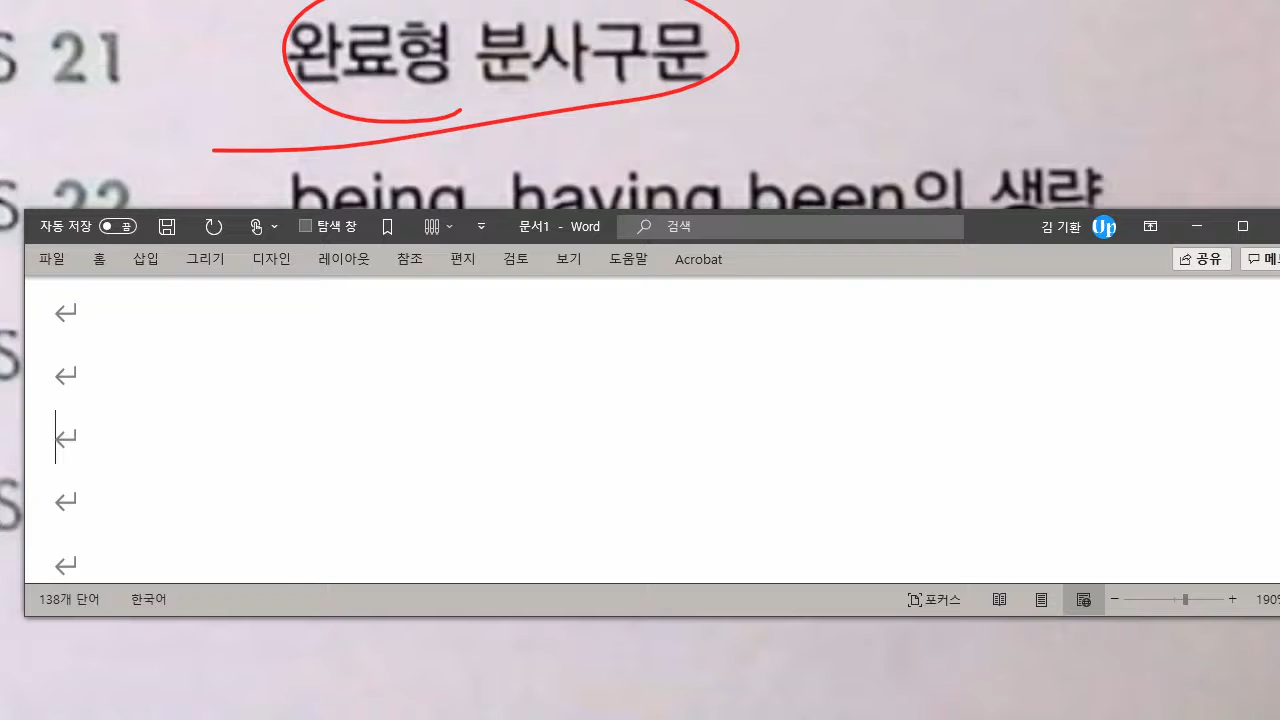 S 21 완료형 분사구문
S 22 being, having been의 생략
자동 저장 끔 탐색 창 문서1 - Word 검색 김 기환 Up
파일 홈 삽입 그리기 디자인 레이아웃 참조 편지 검토 보기 도움말 Acrobat 공유 메
S
S
138개 단어 한국어 포커스 190%